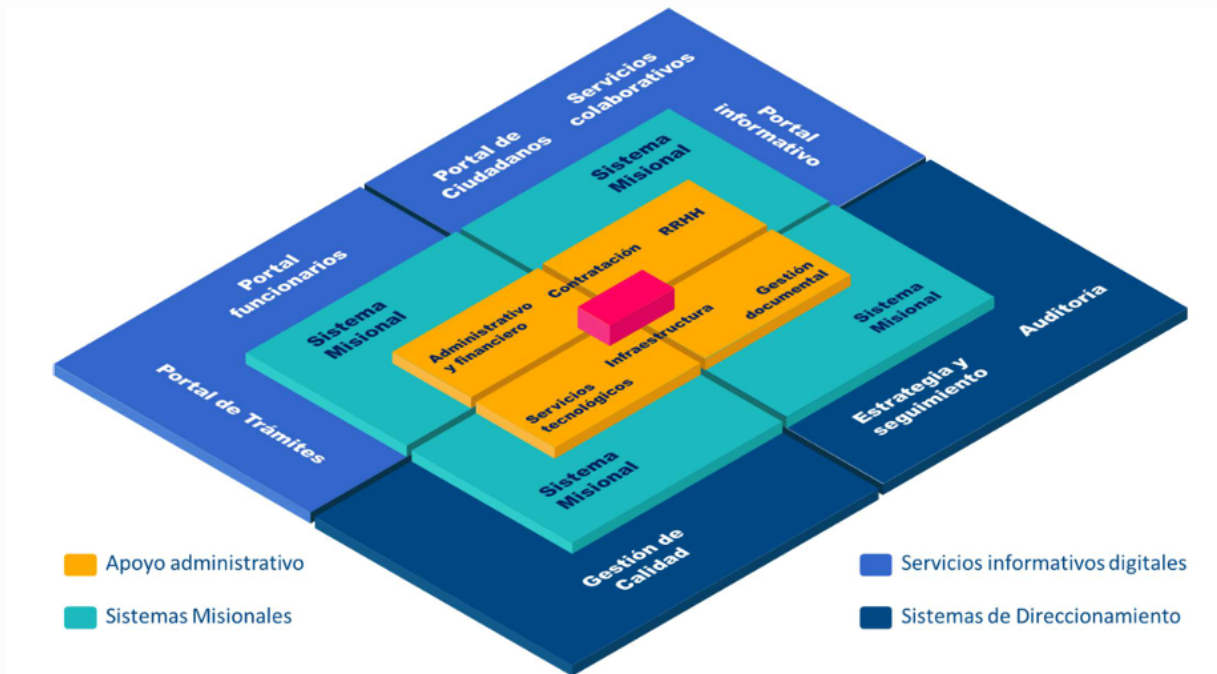 Servicios
colaborativos
Portal de
Ciudadanos
Portal
informativo
Portal
funcionarios
Portal de Trámites
Sistema
Misional
Sistema
Misional
Sistema
Misional
Sistema
Misional
RRHH
Contratación
Administrativo
y financiero
Gestión
documental
Infraestructura
Servicios
tecnológicos
Auditoría
Estrategia y
seguimiento
Gestión de
Calidad
Apoyo administrativo
Sistemas Misionales
Servicios informativos digitales
Sistemas de Direccionamiento